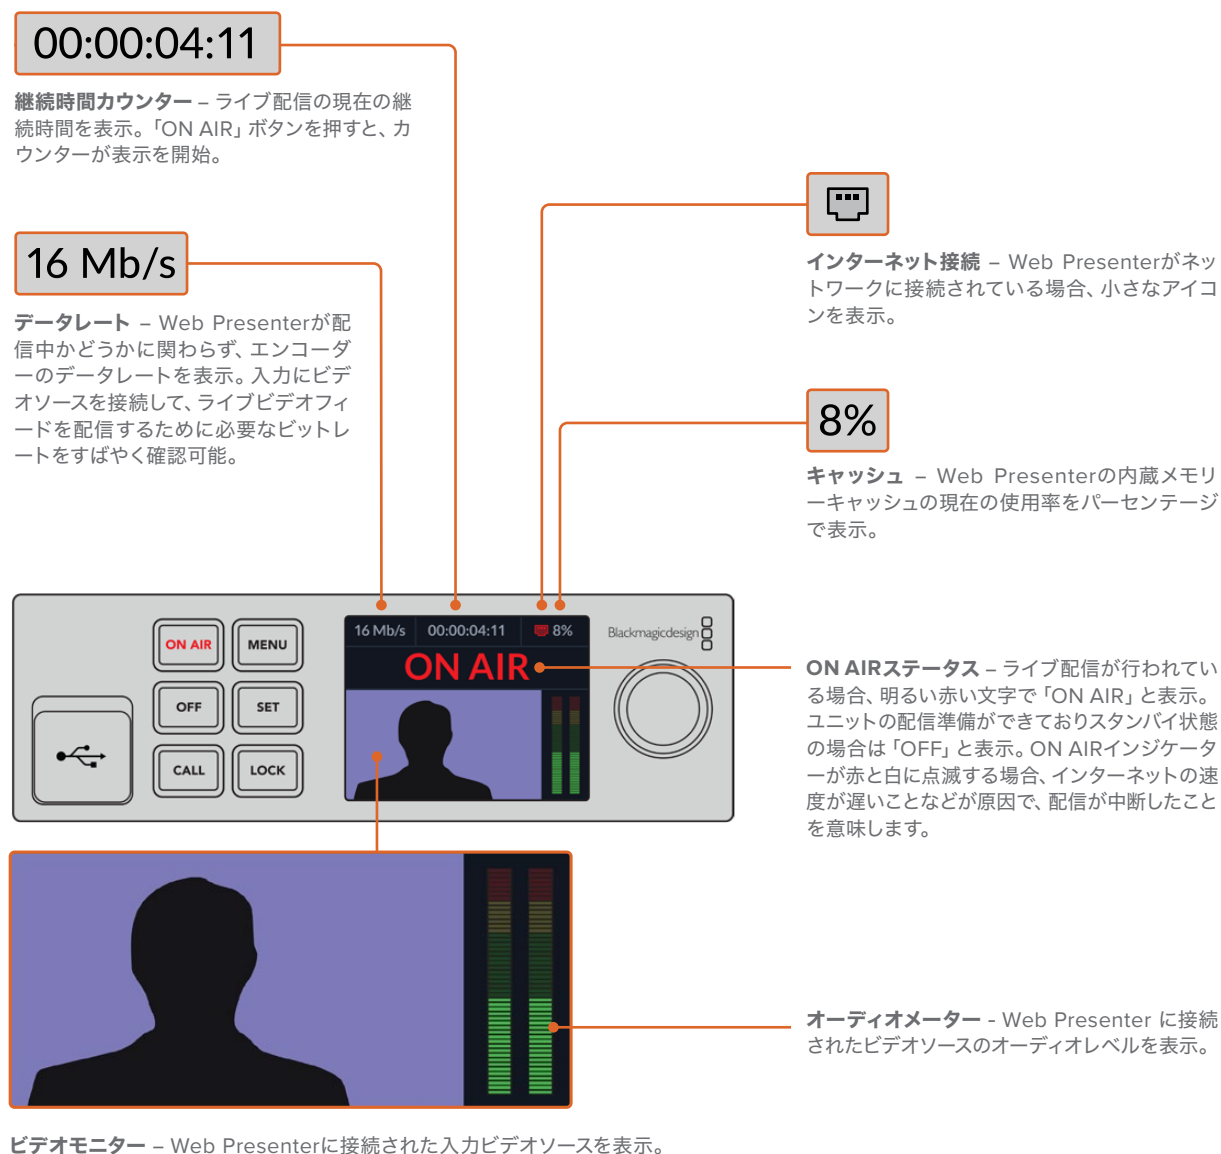 00:00:04:11
継続時間カウンター – ライブ配信の現在の継
続時間を表示。「ON AIR」ボタンを押すと、カ
ウンターが表示を開始。
16 Mb/s
データレート – Web Presenterが配
信中かどうかに関わらず、エンコーダ
ーのデータレートを表示。入力にビデ
オソースを接続して、ライブビデオフィ
ードを配信するために必要なビットレ
ートをすばやく確認可能。
インターネット接続 – Web Presenterがネッ
トワークに接続されている場合、小さなアイコ
ンを表示。
8%
キャッシュ – Web Presenterの内蔵メモリ
ーキャッシュの現在の使用率をパーセンテージ
で表示。
ON AIR
MENU
OFF
SET
CALL
LOCK
16 Mb/s
00:00:04:11
8%
ON AIR
Blackmagicdesign
ON AIRステータス – ライブ配信が行われてい
る場合、明るい赤い文字で「ON AIR」と表示。
ユニットの配信準備ができておりスタンバイ状態
の場合は「OFF」と表示。ON AIRインジケータ
ーが赤と白に点滅する場合、インターネットの速
度が遅いことなどが原因で、配信が中断したこと
を意味します。
オーディオメーター - Web Presenter に接続
されたビデオソースのオーディオレベルを表示。
ビデオモニター – Web Presenterに接続された入力ビデオソースを表示。